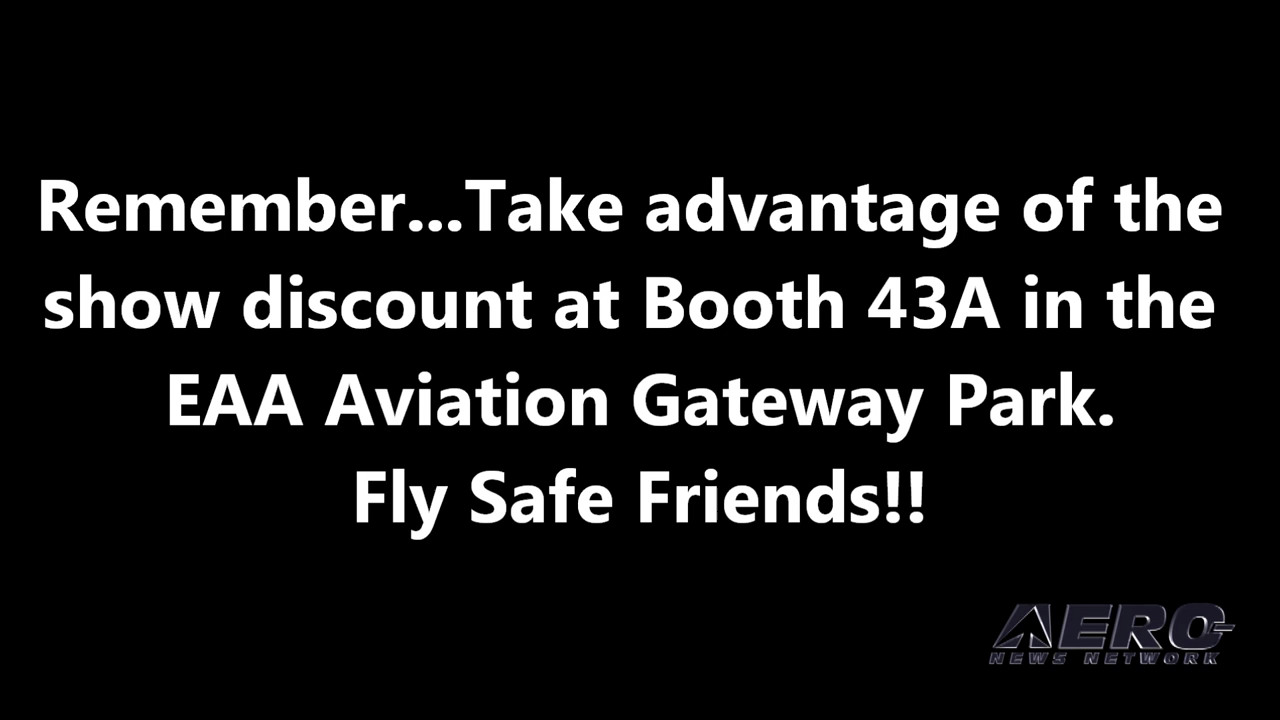 Remember...Take advantage of the
show discount at Booth 43A in the
EAA Aviation Gateway Park.
Fly Safe Friends!!
AERO
NEWS NETWORK